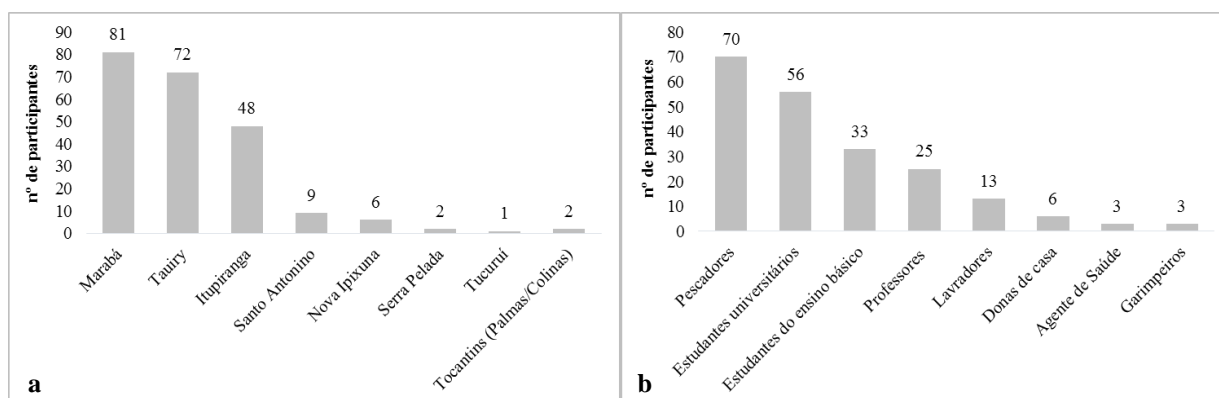 nº de participantes
90
80
70
60
50
40
30
20
10
0
81
72
48
9
6
2
1
2
Marabá
Tauiry
Itupiranga
Santo Antonino
Nova Ipixuna
Serra Pelada
Tucuruí
Tocantins (Palmas/Colinas)
a
nº de participantes
80
70
60
50
40
30
20
10
0
70
56
33
25
13
6
3
3
Pescadores
Estudantes universitários
Estudantes do ensino básico
Professores
Lavradores
Donas de casa
Agente de Saúde
Garimpeiros
b